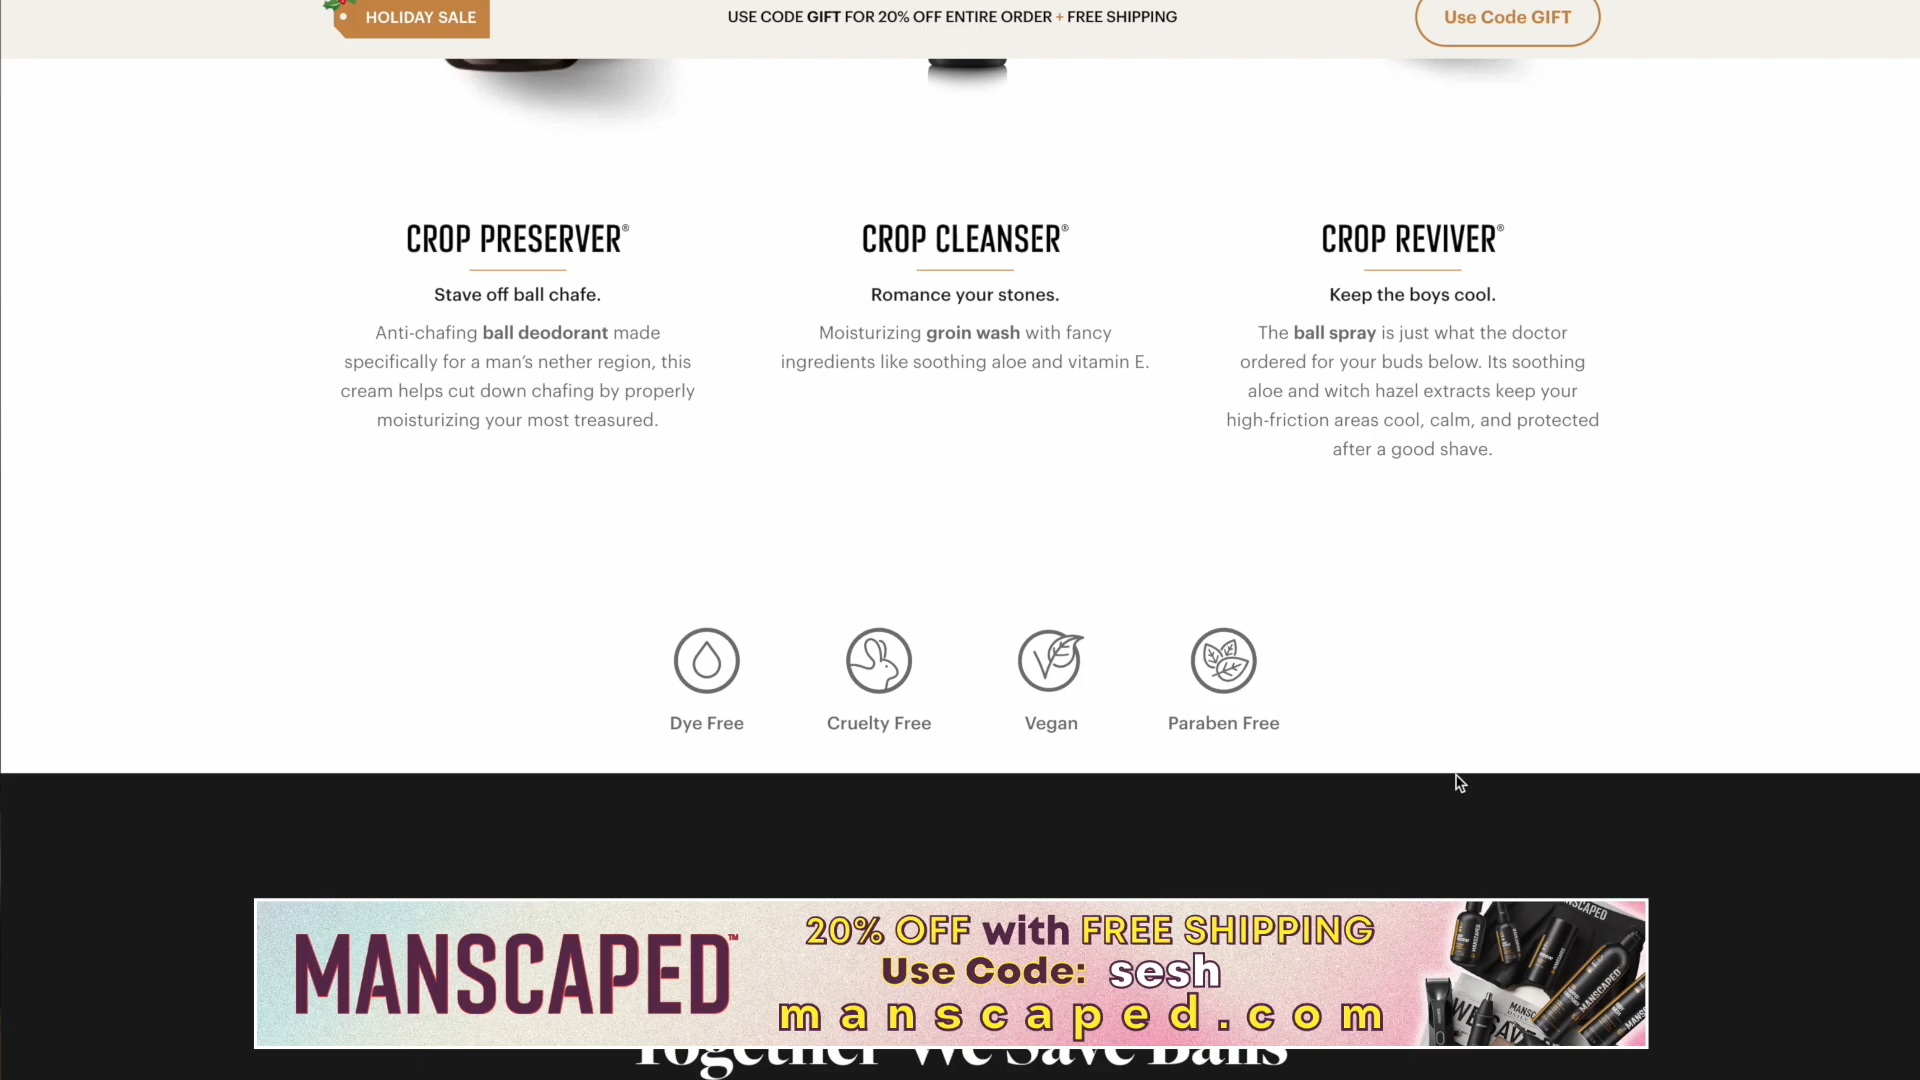 HOLIDAY SALE
USE CODE GIFT FOR 20% OFF ENTIRE ORDER + FREE SHIPPING
Use Code GIFT
CROP PRESERVER®
Stave off ball chafe.
Anti-chafing ball deodorant made
specifically for a man’s nether region, this
cream helps cut down chafing by properly
moisturizing your most treasured.
CROP CLEANSER®
Romance your stones.
Moisturizing groin wash with fancy
ingredients like soothing aloe and vitamin E.
CROP REVIVER®
Keep the boys cool.
The ball spray is just what the doctor
ordered for your buds below. Its soothing
aloe and witch hazel extracts keep your
high-friction areas cool, calm, and protected
after a good shave.
Dye Free
Cruelty Free
Vegan
Paraben Free
MANSCAPED™
20% OFF with FREE SHIPPING
Use Code: sesh
manscaped.com
MANSCAPED
Together We Save Balls